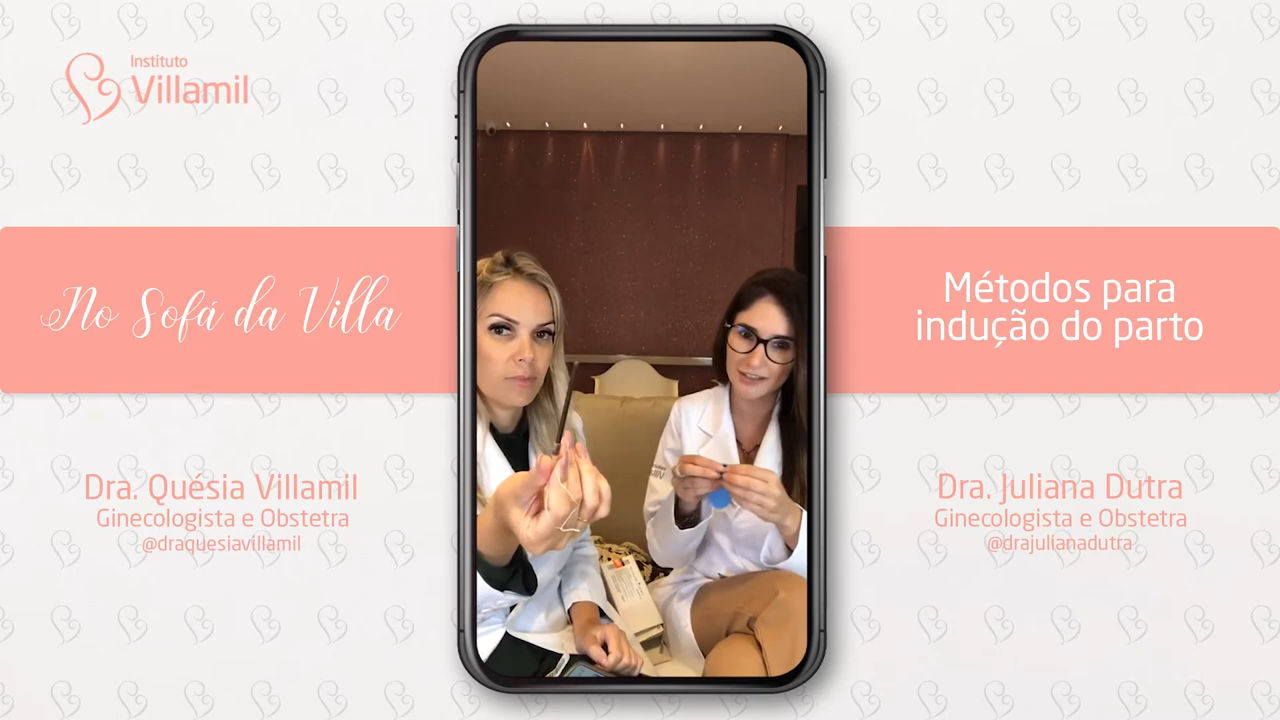 Instituto
Villamil
No Sofá da Villa
Métodos para
indução do parto
Dra. Quésia Villamil
Ginecologista e Obstetra
@draquesiavillamil
Dra. Juliana Dutra
Ginecologista e Obstetra
@drajulianadutra